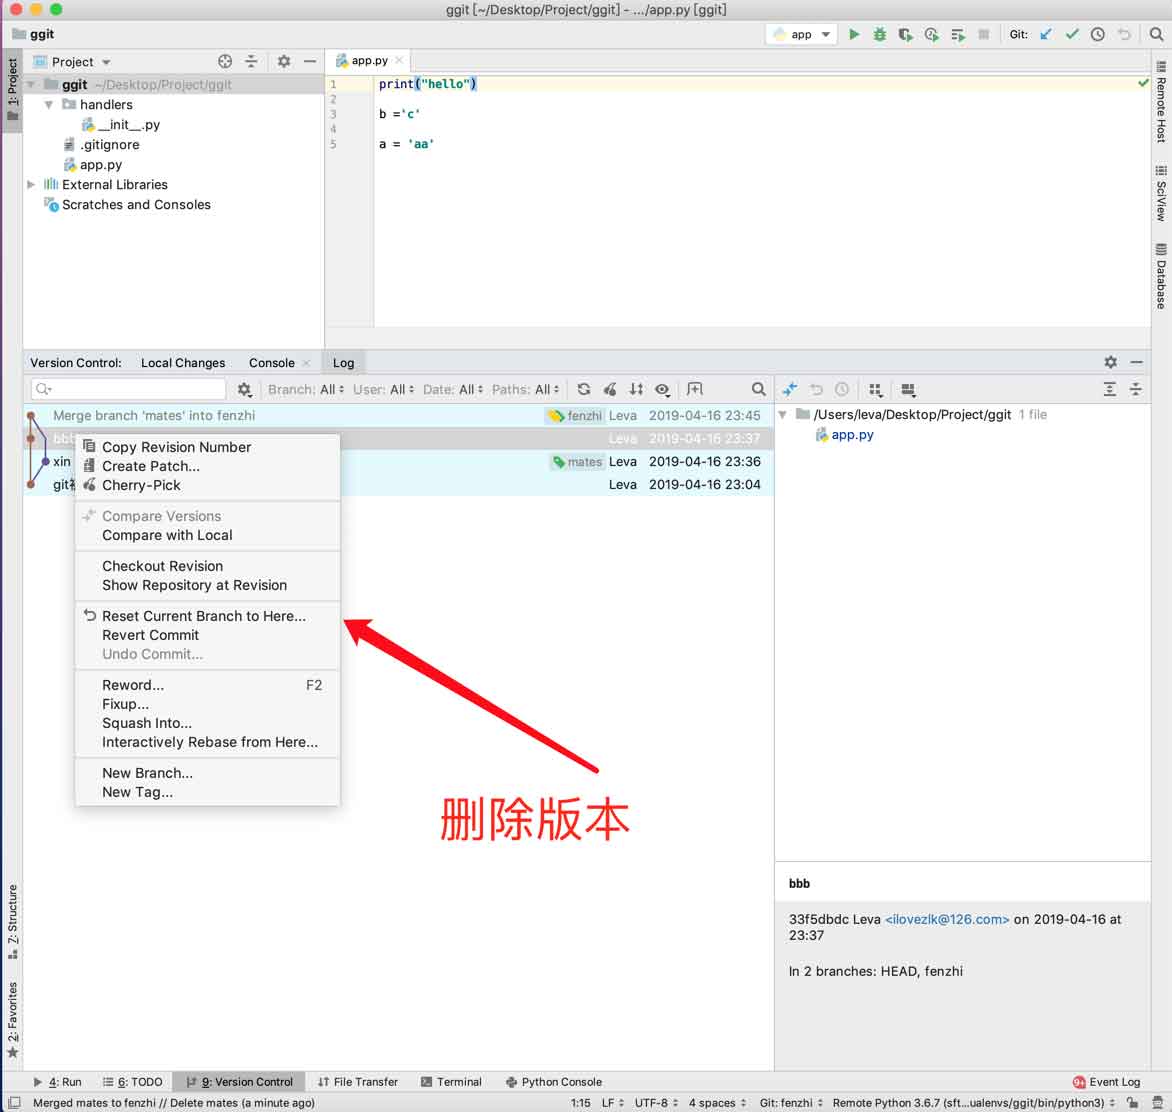 ggit [~/Desktop/Project/ggit] - .../app.py [ggit]
ggit
app
Git:
1: Project
Project
ggit ~/Desktop/Project/ggit
handlers
__init__.py
.gitignore
app.py
External Libraries
Scratches and Consoles
app.py
1 print("hello")
2
3 b ='c'
4
5 a = 'aa'
Remote Host
SciView
Database
Version Control: Local Changes Console Log
Branch: All User: All Date: All Paths: All
Merge branch 'mates' into fenzhi fenzhi Leva 2019-04-16 23:45
bbb Leva 2019-04-16 23:37
xin mates Leva 2019-04-16 23:36
git Leva 2019-04-16 23:04
Copy Revision Number
Create Patch...
Cherry-Pick
Compare Versions
Compare with Local
Checkout Revision
Show Repository at Revision
Reset Current Branch to Here...
Revert Commit
Undo Commit...
Reword... F2
Fixup...
Squash Into...
Interactively Rebase from Here...
New Branch...
New Tag...
删除版本
/Users/leva/Desktop/Project/ggit 1 file
app.py
bbb
33f5dbdc Leva <ilovezlk@126.com> on 2019-04-16 at
23:37
In 2 branches: HEAD, fenzhi
7: Structure
2: Favorites
4: Run 6: TODO 9: Version Control File Transfer Terminal Python Console 9+ Event Log
Merged mates to fenzhi // Delete mates (a minute ago) 1:15 LF UTF-8 4 spaces Git: fenzhi Remote Python 3.6.7 (sft...ualenvs/ggit/bin/python3)